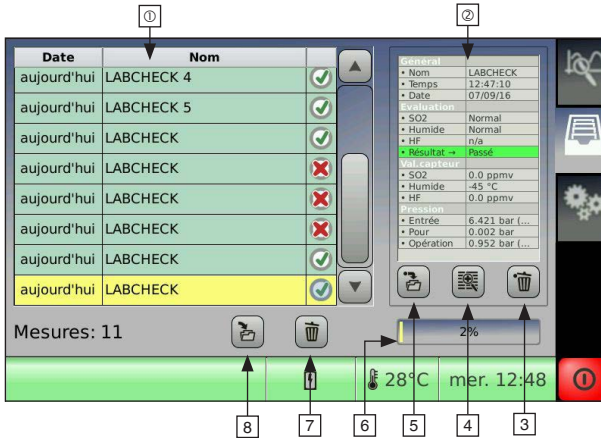 ① ②
Date Nom
aujourd'hui LABCHECK 4
aujourd'hui LABCHECK 5
aujourd'hui LABCHECK
aujourd'hui LABCHECK
aujourd'hui LABCHECK
aujourd'hui LABCHECK
aujourd'hui LABCHECK
aujourd'hui LABCHECK
Général
• Nom LABCHECK
• Temps 12:47:10
• Date 07/09/16
Evaluation
• SO2 Normal
• Humide Normal
• HF n/a
• Résultat → Passé
Val.capteur
• SO2 0.0 ppmv
• Humide -45 °C
• HF 0.0 ppmv
Pression
• Entrée 6.421 bar (...
• Pour 0.002 bar
• Opération 0.952 bar (...
Mesures: 11
2%
28°C mer. 12:48
8 7 6 5 4 3